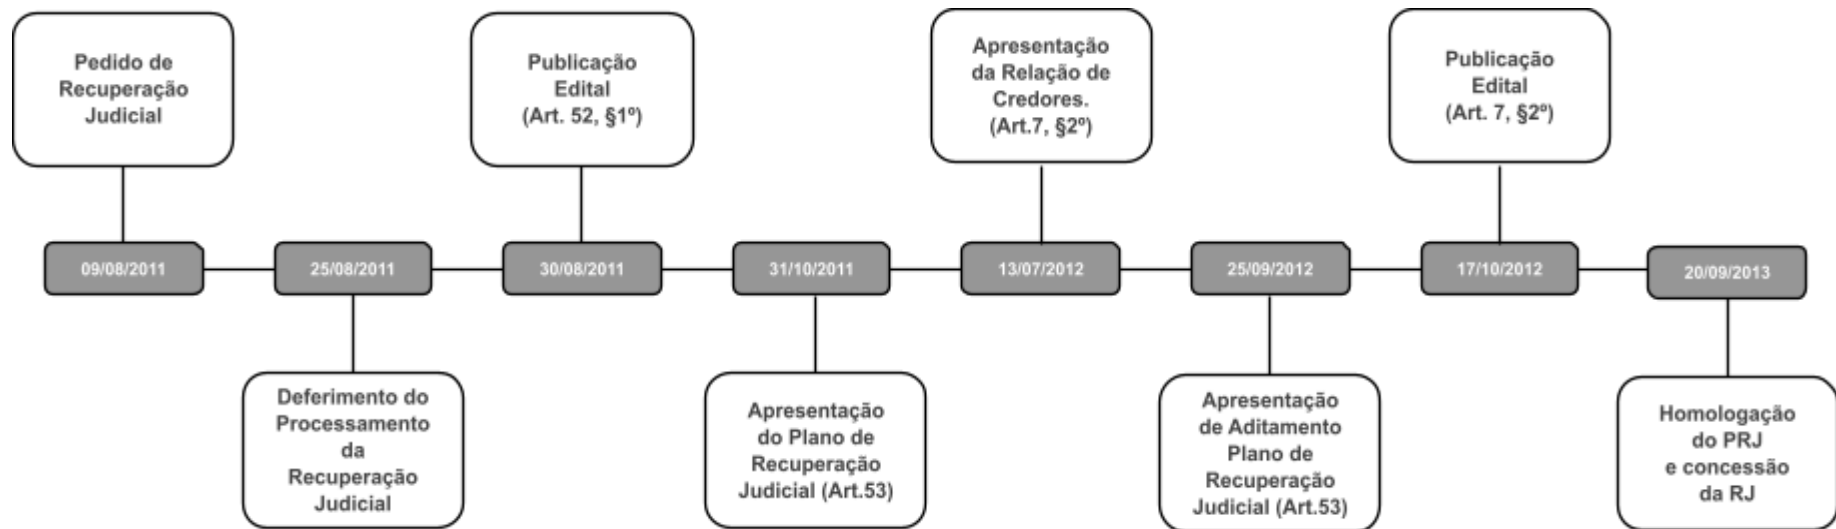 Pedido de
Recuperação
Judicial
Publicação
Edital
(Art. 52, §1º)
Apresentação
da Relação de
Credores.
(Art.7, §2º)
Publicação
Edital
(Art. 7, §2º)
09/08/2011
25/08/2011
30/08/2011
31/10/2011
13/07/2012
25/09/2012
17/10/2012
20/09/2013
Deferimento do
Processamento
da
Recuperação
Judicial
Apresentação
do Plano de
Recuperação
Judicial (Art.53)
Apresentação
de Aditamento
Plano de
Recuperação
Judicial (Art.53)
Homologação
do PRJ
e concessão
da RJ